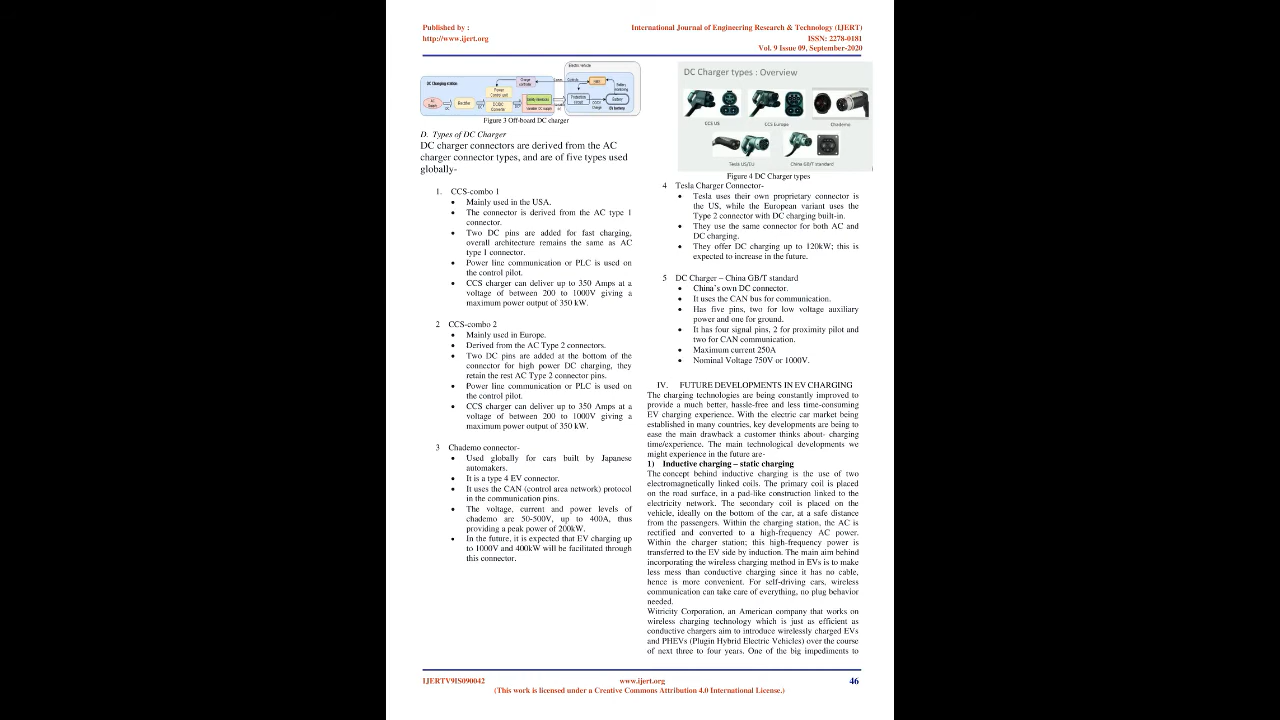 Published by :
International Journal of Engineering Research & Technology (IJERT)
http://www.ijert.org
ISSN: 2278-0181
Vol. 9 Issue 09, September-2020
Electric Vehicle
DC Charging station
Charge controller
Power Control unit
Rectifier
DC/DC Converter
Protection circuit
Battery
Battery monitoring
Figure 3 Off-board DC charger
D. Types of DC Charger
DC charger connectors are derived from the AC
charger connector types, and are of five types used
globally-
1. CCS-combo 1
• Mainly used in the USA.
• The connector is derived from the AC type 1
connector.
• Two DC pins are added for fast charging,
overall architecture remains the same as AC
type 1 connector.
• Power line communication or PLC is used on
the control pilot.
• CCS charger can deliver up to 350 Amps at a
voltage of between 200 to 1000V giving a
maximum power output of 350 kW.
2 CCS-combo 2
• Mainly used in Europe.
• Derived from the AC Type 2 connectors.
• Two DC pins are added at the bottom of the
connector for high power DC charging, they
retain the rest AC Type 2 connector pins.
• Power line communication or PLC is used on
the control pilot.
• CCS charger can deliver up to 350 Amps at a
voltage of between 200 to 1000V giving a
maximum power output of 350 kW.
3 Chademo connector-
• Used globally for cars built by Japanese
automakers.
• It is a type 4 EV connector.
• It uses the CAN (control area network) protocol
in the communication pins.
• The voltage, current and power levels of
chademo are 50-500V, up to 400A, thus
providing a peak power of 200kW.
• In the future, it is expected that EV charging up
to 1000V and 400kW will be facilitated through
this connector.
DC Charger types : Overview
CCS US
CCS Europe
Chademo
Tesla US/EU
China GB/T standard
Figure 4 DC Charger types
4 Tesla Charger Connector-
• Tesla uses their own proprietary connector is
the US, while the European variant uses the
Type 2 connector with DC charging built-in.
• They use the same connector for both AC and
DC charging.
• They offer DC charging up to 120kW; this is
expected to increase in the future.
5 DC Charger – China GB/T standard
• China's own DC connector.
• It uses the CAN bus for communication.
• Has five pins, two for low voltage auxiliary
power and one for ground.
• It has four signal pins, 2 for proximity pilot and
two for CAN communication.
• Maximum current 250A
• Nominal Voltage 750V or 1000V.
IV. FUTURE DEVELOPMENTS IN EV CHARGING
The charging technologies are being constantly improved to
provide a much better, hassle-free and less time-consuming
EV charging experience. With the electric car market being
established in many countries, key developments are being to
ease the main drawback a customer thinks about- charging
time/experience. The main technological developments we
might experience in the future are-
1) Inductive charging – static charging
The concept behind inductive charging is the use of two
electromagnetically linked coils. The primary coil is placed
on the road surface, in a pad-like construction linked to the
electricity network. The secondary coil is placed on the
vehicle, ideally on the bottom of the car, at a safe distance
from the passengers. Within the charging station, the AC is
rectified and converted to a high-frequency AC power.
Within the charger station; this high-frequency power is
transferred to the EV side by induction. The main aim behind
incorporating the wireless charging method in EVs is to make
less mess than conductive charging since it has no cable,
hence is more convenient. For self-driving cars, wireless
communication can take care of everything, no plug behavior
needed.
Witricity Corporation, an American company that works on
wireless charging technology which is just as efficient as
conductive chargers aim to introduce wirelessly charged EVs
and PHEVs (Plugin Hybrid Electric Vehicles) over the course
of next three to four years. One of the big impediments to
IJERTV9IS090042
www.ijert.org
46
(This work is licensed under a Creative Commons Attribution 4.0 International License.)